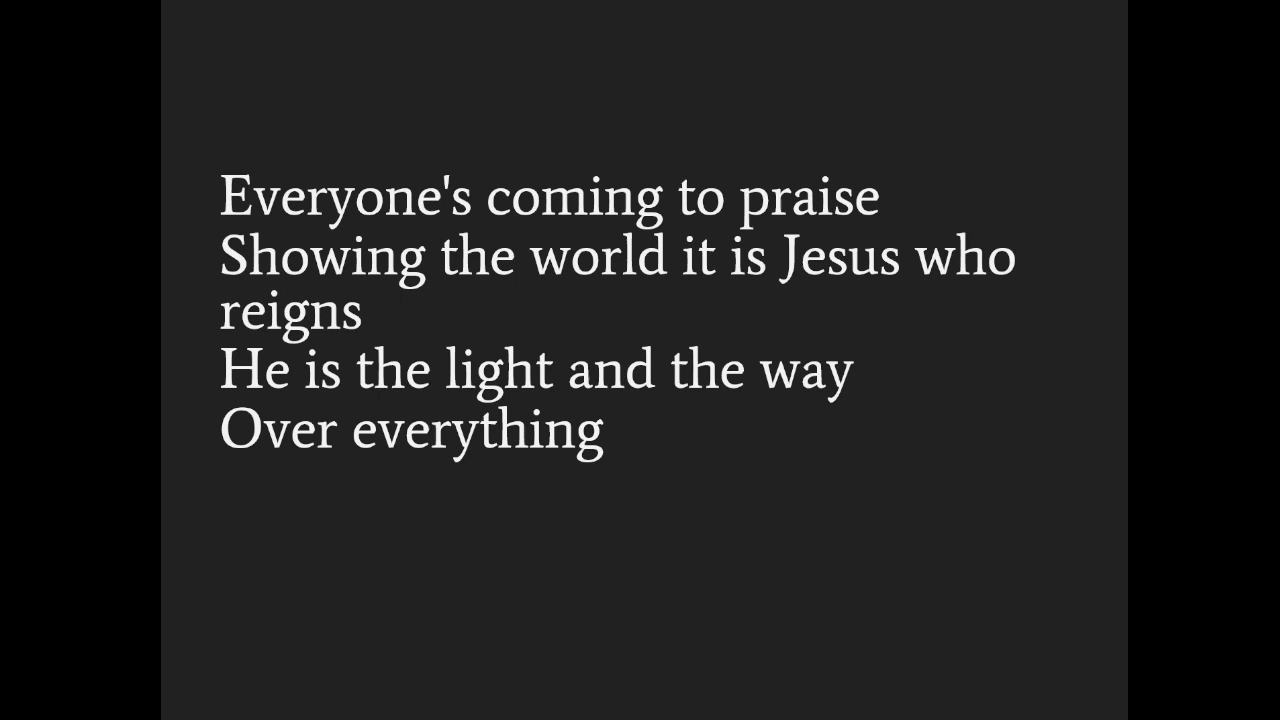 Everyone's coming to praise
Showing the world it is Jesus who
reigns
He is the light and the way
Over everything